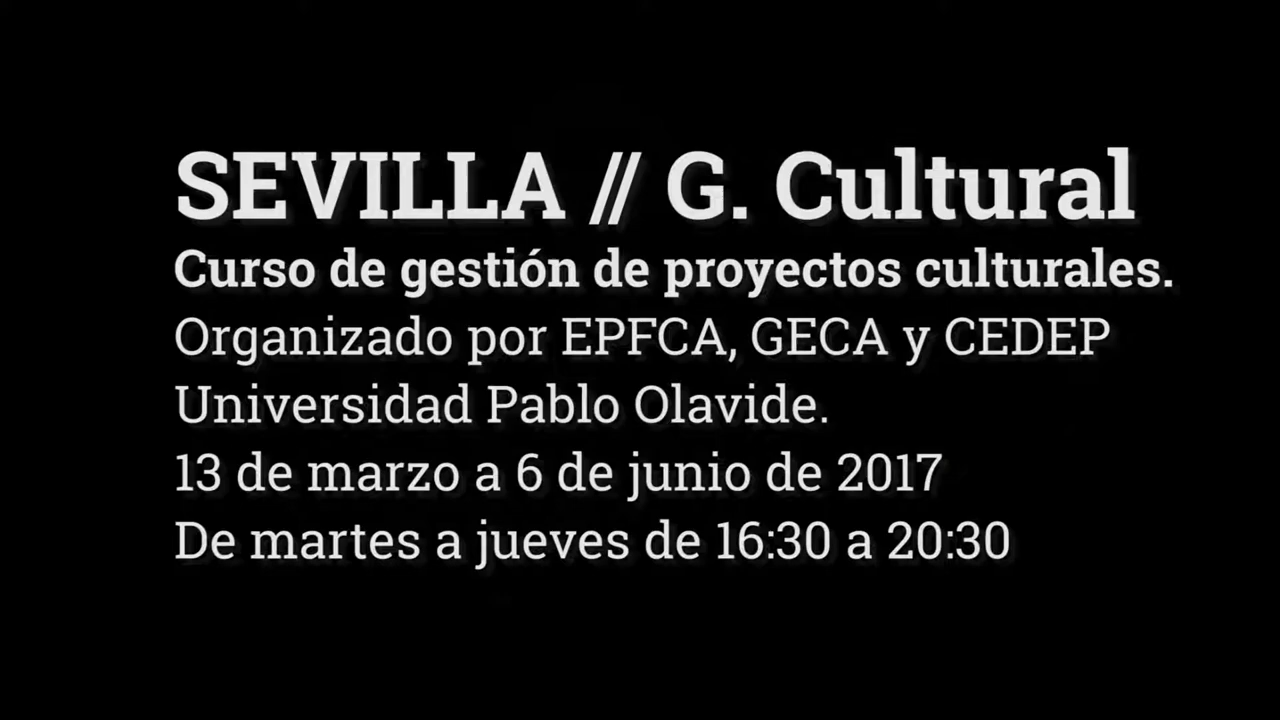 SEVILLA // G. Cultural
Curso de gestión de proyectos culturales.
Organizado por EPFCA, GECA y CEDEP
Universidad Pablo Olavide.
13 de marzo a 6 de junio de 2017
De martes a jueves de 16:30 a 20:30